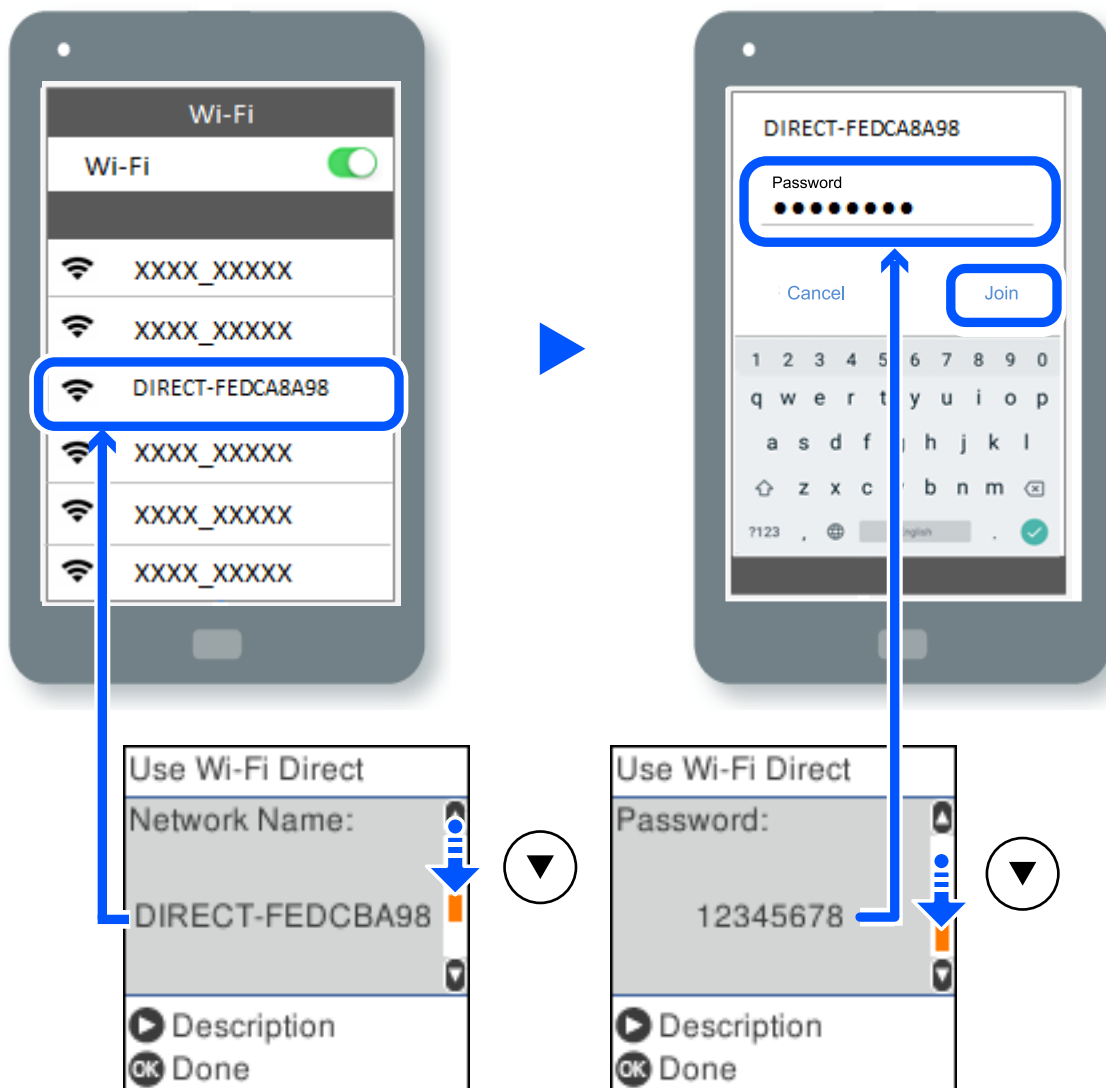 Wi-Fi
Wi-Fi
XXXX_XXXXX
XXXX_XXXXX
DIRECT-FEDCA8A98
XXXX_XXXXX
XXXX_XXXXX
XXXX_XXXXX
DIRECT-FEDCA8A98
Password
Cancel
Join
1 2 3 4 5 6 7 8 9 0
q w e r t y u i o p
a s d f h j k l
z x c b n m
?123 , .
Use Wi-Fi Direct
Network Name:
DIRECT-FEDCBA98
Description
OK Done
Use Wi-Fi Direct
Password:
12345678
Description
OK Done